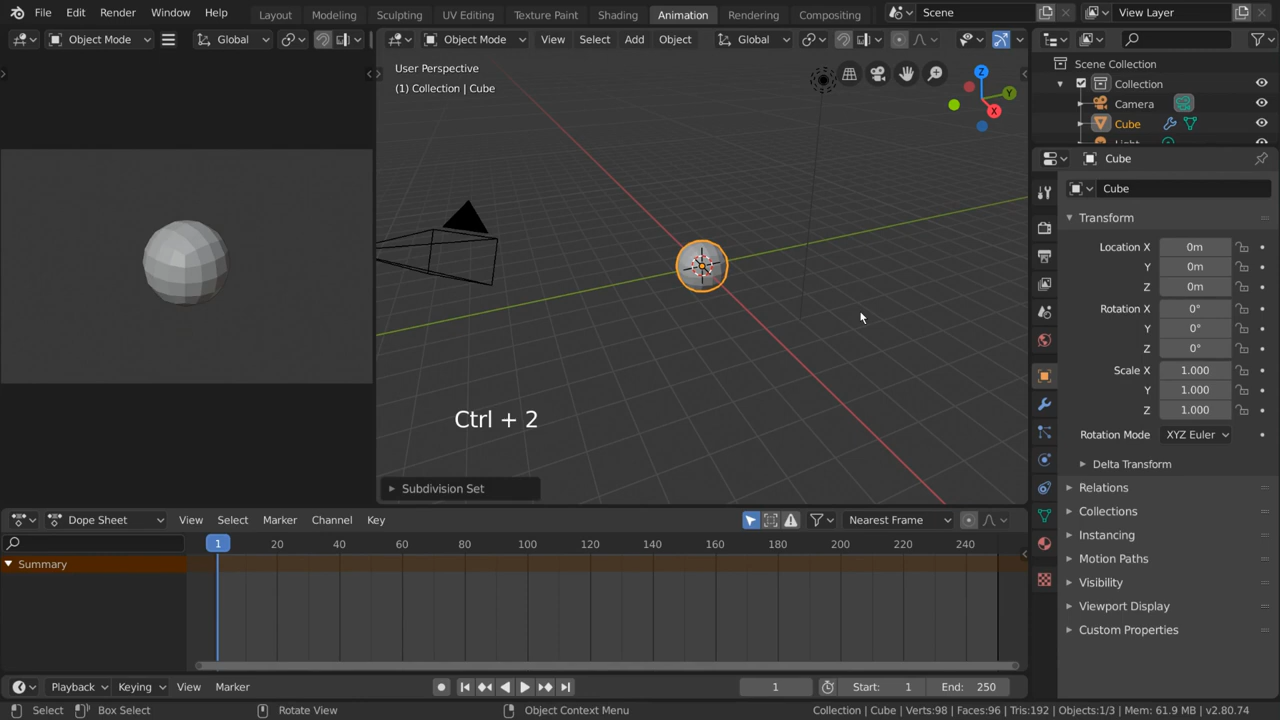 File Edit Render Window Help
Layout Modeling Sculpting UV Editing Texture Paint Shading Animation Rendering Compositing
Scene
View Layer
Object Mode
Global
Object Mode View Select Add Object
Global
User Perspective
(1) Collection | Cube
Z
Y
X
Ctrl + 2
Subdivision Set
Scene Collection
Collection
Camera
Cube
Light
Cube
Cube
Transform
Location X 0m
Y 0m
Z 0m
Rotation X 0°
Y 0°
Z 0°
Scale X 1.000
Y 1.000
Z 1.000
Rotation Mode XYZ Euler
Delta Transform
Relations
Collections
Instancing
Motion Paths
Visibility
Viewport Display
Custom Properties
Dope Sheet View Select Marker Channel Key
Nearest Frame
1 20 40 60 80 100 120 140 160 180 200 220 240
Summary
Playback Keying View Marker
1 Start: 1 End: 250
Select Box Select Rotate View Object Context Menu
Collection | Cube | Verts:98 | Faces:96 | Tris:192 | Objects:1/3 | Mem: 61.9 MB | v2.80.74